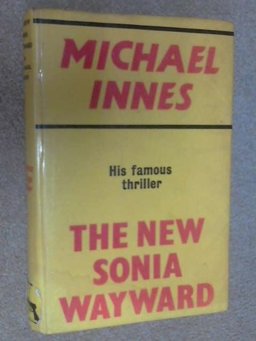 MICHAEL
INNES
His famous
thriller
THE NEW
SONIA
WAYWARD